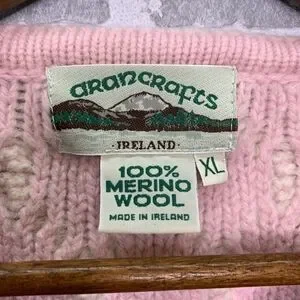 arancrafts
·IRELAND·
100%
MERINO
WOOL
MADE IN IRELAND
XL